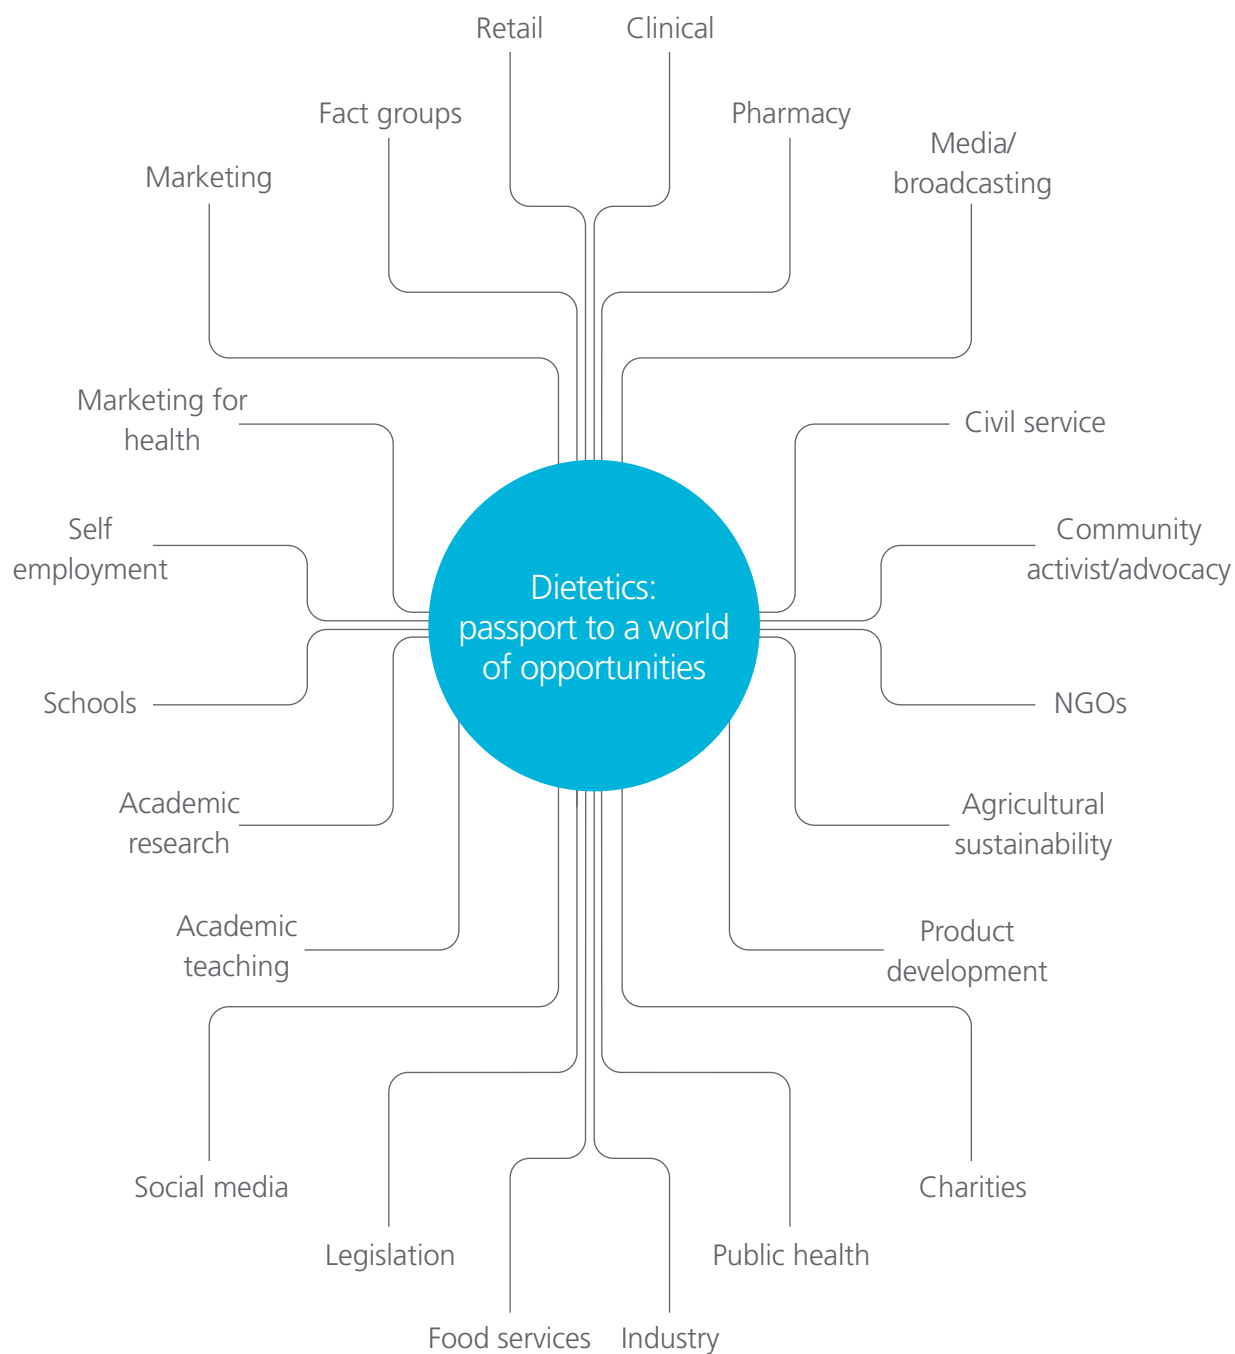 Retail
Clinical
Fact groups
Pharmacy
Media/
broadcasting
Marketing
Marketing for
health
Civil service
Self
employment
Community
activist/advocacy
Dietetics:
passport to a world
of opportunities
Schools
NGOs
Academic
research
Agricultural
sustainability
Academic
teaching
Product
development
Social media
Charities
Legislation
Public health
Food services
Industry